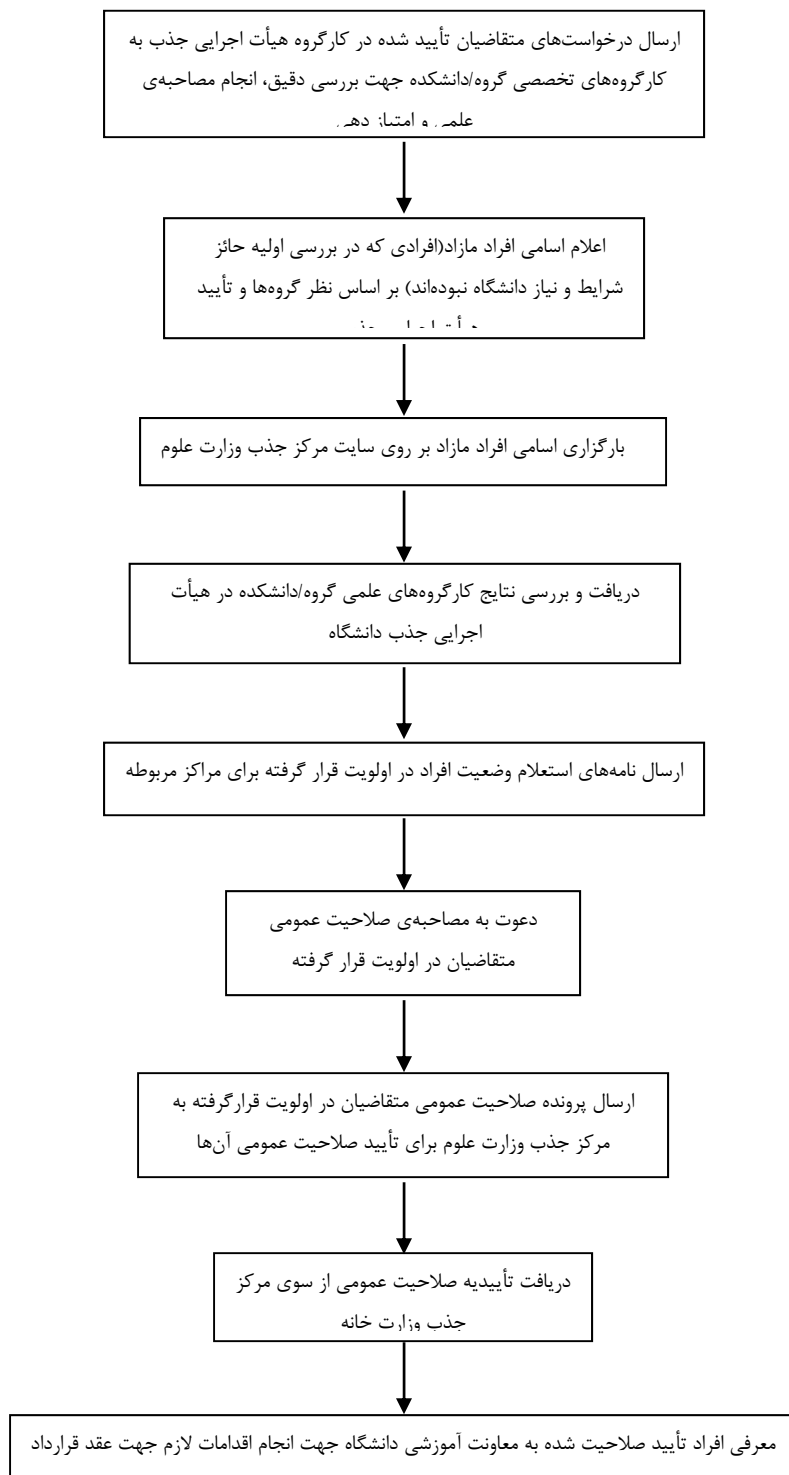 ارسال درخواست‌های متقاضیان تأیید شده در کارگروه هیأت اجرایی جذب به
کارگروه‌های تخصصی گروه/دانشکده جهت بررسی دقیق، انجام مصاحبه‌ی
علمی و امتیاز دهی
اعلام اسامی افراد مازاد(افرادی که در بررسی اولیه حائز
شرایط و نیاز دانشگاه نبوده‌اند) بر اساس نظر گروه‌ها و تأیید
بارگزاری اسامی افراد مازاد بر روی سایت مرکز جذب وزارت علوم
دریافت و بررسی نتایج کارگروه‌های علمی گروه/دانشکده در هیأت
اجرایی جذب دانشگاه
ارسال نامه‌های استعلام وضعیت افراد در اولویت قرار گرفته برای مراکز مربوطه
دعوت به مصاحبه‌ی صلاحیت عمومی
متقاضیان در اولویت قرار گرفته
ارسال پرونده صلاحیت عمومی متقاضیان در اولویت قرارگرفته به
مرکز جذب وزارت علوم برای تأیید صلاحیت عمومی آن‌ها
دریافت تأییدیه صلاحیت عمومی از سوی مرکز
جذب وزارت خانه
معرفی افراد تأیید صلاحیت شده به معاونت آموزشی دانشگاه جهت انجام اقدامات لازم جهت عقد قرارداد